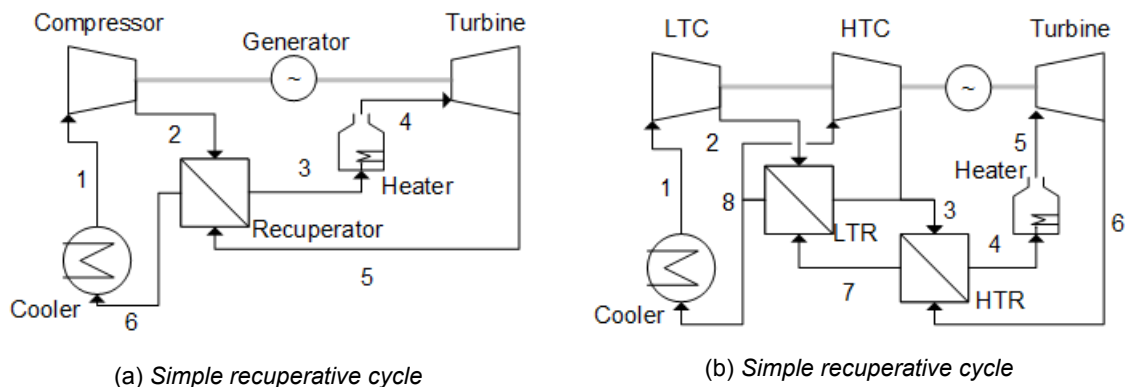 Compressor
Turbine
Generator
~
2
4
1
3
Heater
Recuperator
5
Cooler
6
(a) Simple recuperative cycle
LTC
HTC
Turbine
~
2
5
1
Heater
8
3
6
LTR
4
7
HTR
Cooler
(b) Simple recuperative cycle